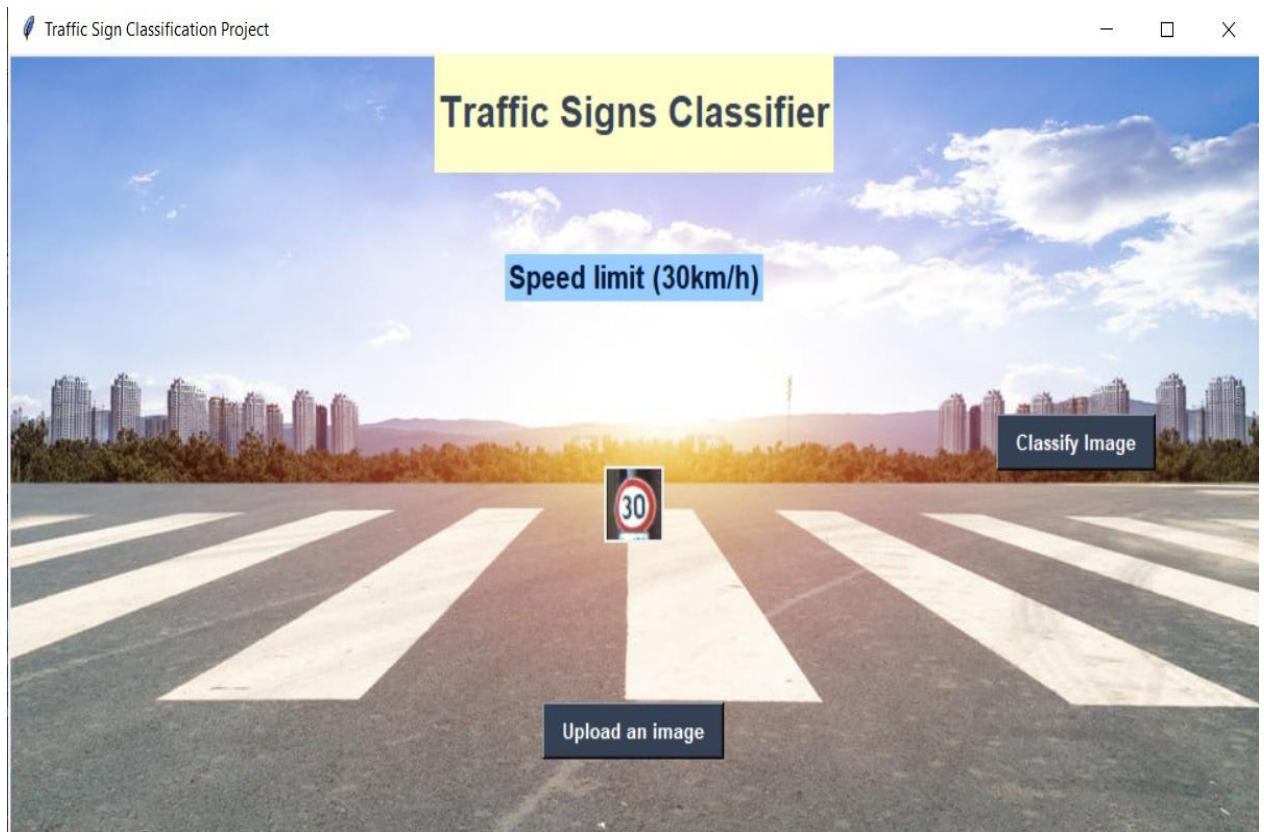 Traffic Sign Classification Project
Traffic Signs Classifier
Speed limit (30km/h)
Classify Image
30
Upload an image